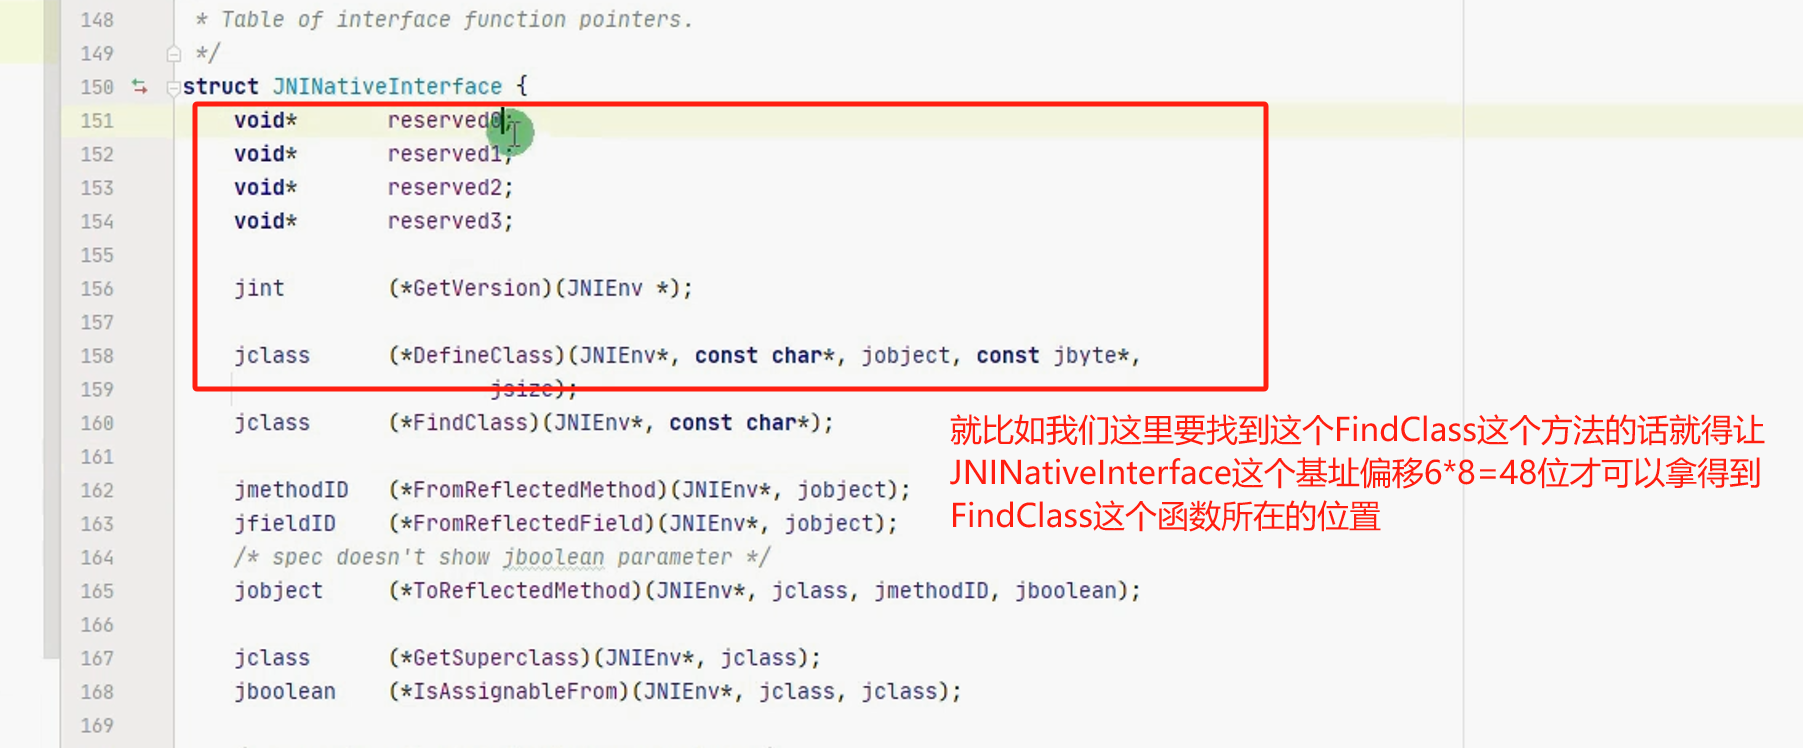 148 * Table of interface function pointers.
149 */
150 struct JNINativeInterface {
151 void* reserved0;
152 void* reserved1;
153 void* reserved2;
154 void* reserved3;
155
156 jint (*GetVersion)(JNIEnv *);
157
158 jclass (*DefineClass)(JNIEnv*, const char*, jobject, const jbyte*,
159 jsize);
160 jclass (*FindClass)(JNIEnv*, const char*);
就比如我们这里要找到这个FindClass这个方法的话就得让
JNINativeInterface这个基址偏移6*8=48位才可以拿得到
FindClass这个函数所在的位置
161
162 jmethodID (*FromReflectedMethod)(JNIEnv*, jobject);
163 jfieldID (*FromReflectedField)(JNIEnv*, jobject);
164 /* spec doesn't show jboolean parameter */
165 jobject (*ToReflectedMethod)(JNIEnv*, jclass, jmethodID, jboolean);
166
167 jclass (*GetSuperclass)(JNIEnv*, jclass);
168 jboolean (*IsAssignableFrom)(JNIEnv*, jclass, jclass);
169